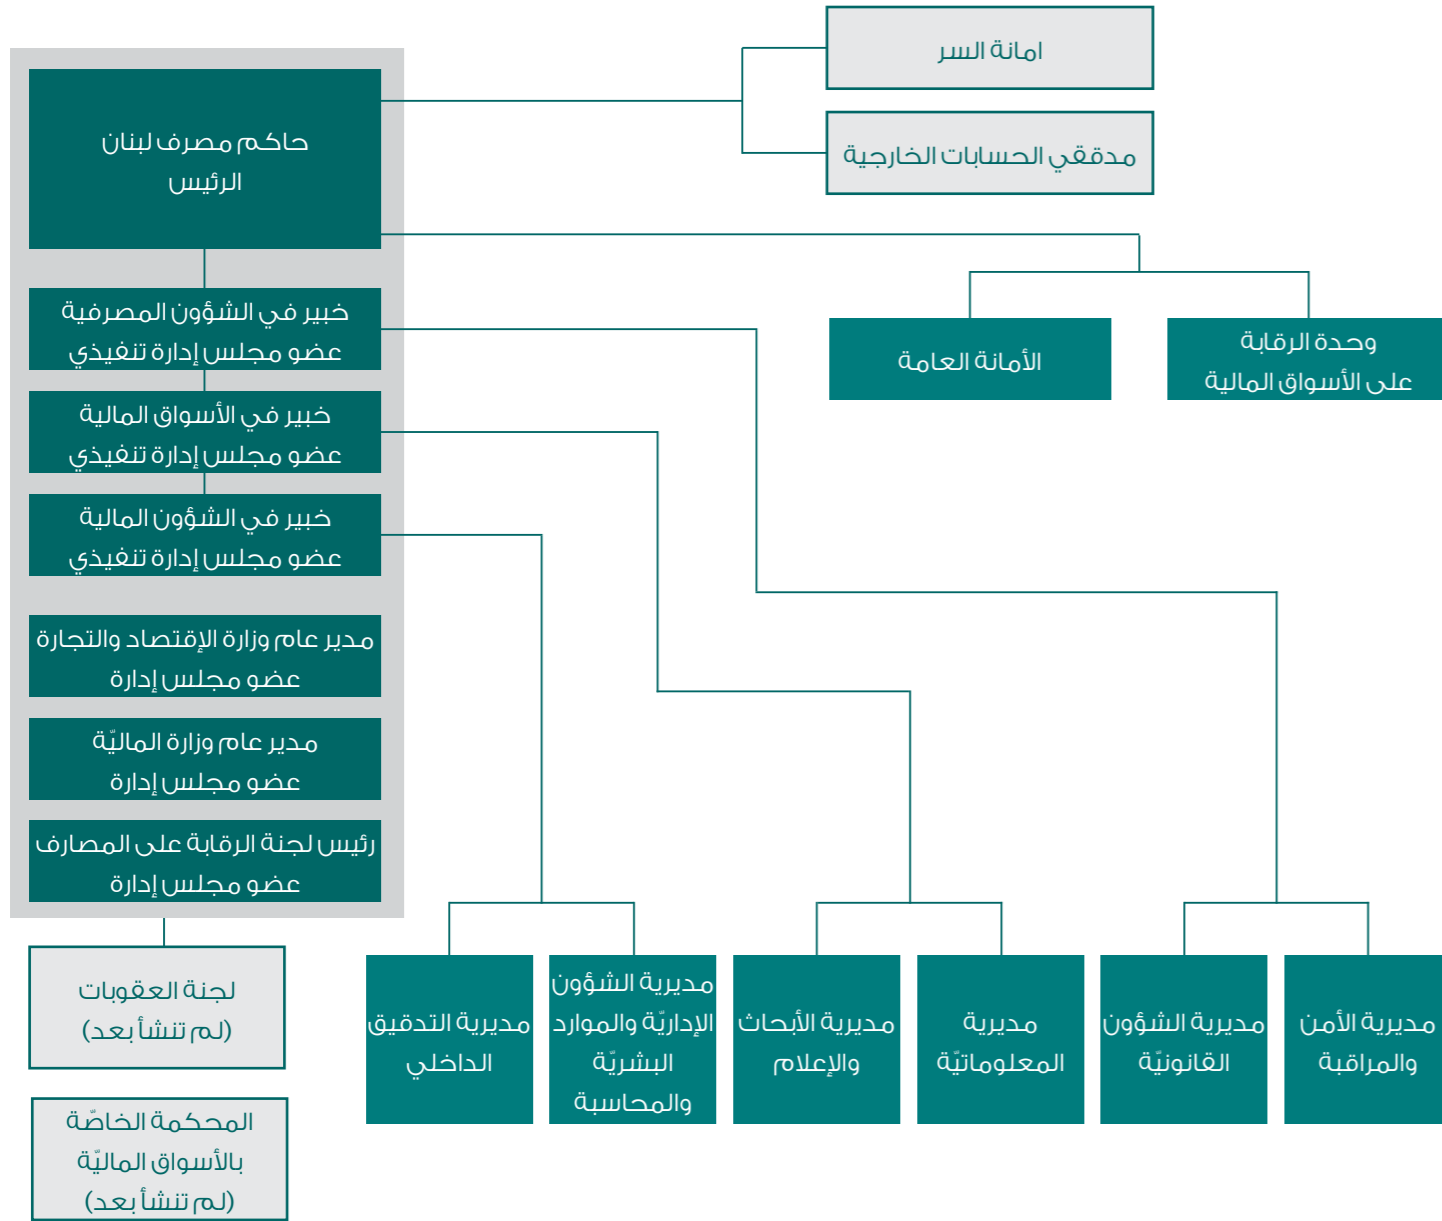 امانة السر
مدققي الحسابات الخارجية
حاكم مصرف لبنان
الرئيس
وحدة الرقابة
على الأسواق المالية
الأمانة العامة
خبير في الشؤون المصرفية
عضو مجلس إدارة تنفيذي
خبير في الأسواق المالية
عضو مجلس إدارة تنفيذي
خبير في الشؤون المالية
عضو مجلس إدارة تنفيذي
مدير عام وزارة الإقتصاد والتجارة
عضو مجلس إدارة
مدير عام وزارة الماليّة
عضو مجلس إدارة
رئيس لجنة الرقابة على المصارف
عضو مجلس إدارة
مديرية الأمن
والمراقبة
مديرية الشؤون
القانونيّة
مديرية
المعلوماتيّة
مديرية الأبحاث
والإعلام
مديرية الشؤون
الإداريّة والموارد
البشريّة
والمحاسبة
مديرية التدقيق
الداخلي
لجنة العقوبات
(لم تنشأ بعد)
المحكمة الخاصّة
بالأسواق الماليّة
(لم تنشأ بعد)